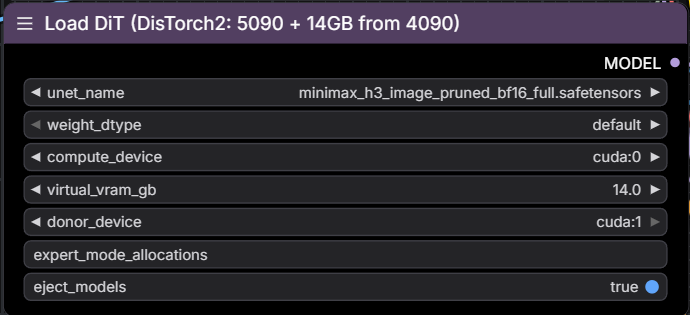 Load DiT (DisTorch2: 5090 + 14GB from 4090)
MODEL
unet_name minimax_h3_image_pruned_bf16_full.safetensors
weight_dtype default
compute_device cuda:0
virtual_vram_gb 14.0
donor_device cuda:1
expert_mode_allocations
eject_models true